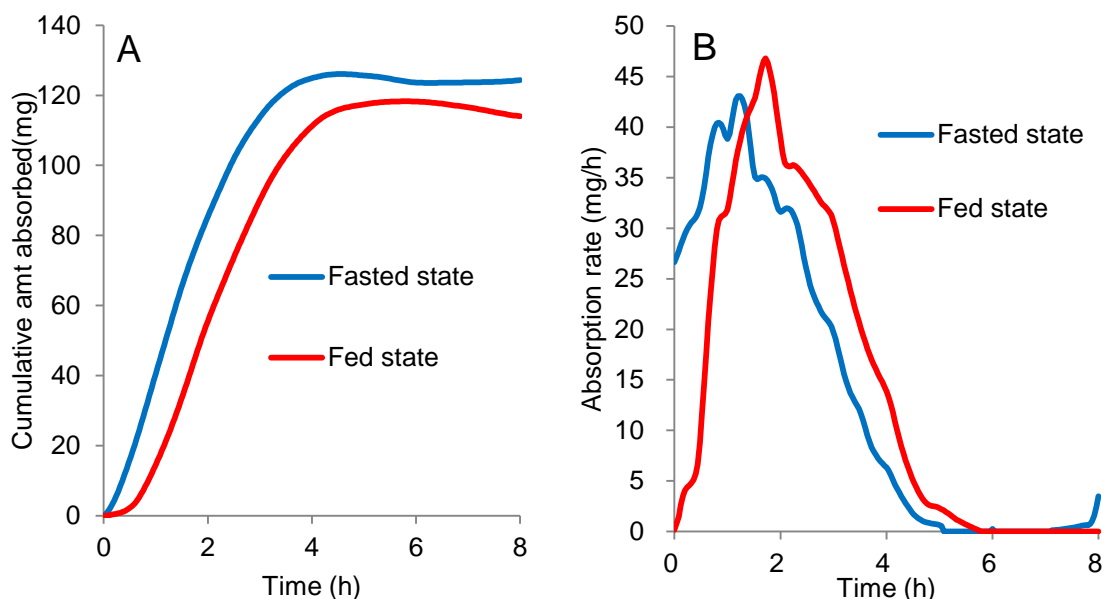 A
Cumulative amt absorbed(mg)
140
120
100
80
60
40
20
0
0 2 4 6 8
Time (h)
Fasted state
Fed state
B
Absorption rate (mg/h)
50
45
40
35
30
25
20
15
10
5
0
0 2 4 6 8
Time (h)
Fasted state
Fed state